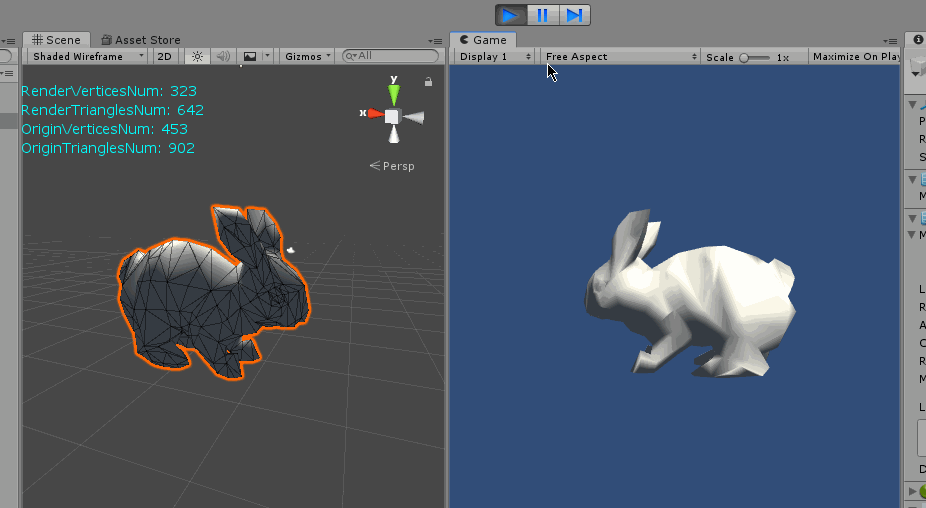 Scene
Asset Store
Shaded Wireframe
2D
Gizmos
All
RenderVerticesNum: 323
RenderTrianglesNum: 642
OriginVerticesNum: 453
OriginTrianglesNum: 902
y
x
Persp
Game
Display 1
Free Aspect
Scale
1x
Maximize On Play
P
R
S
M
M
L
R
A
C
R
M
L
D